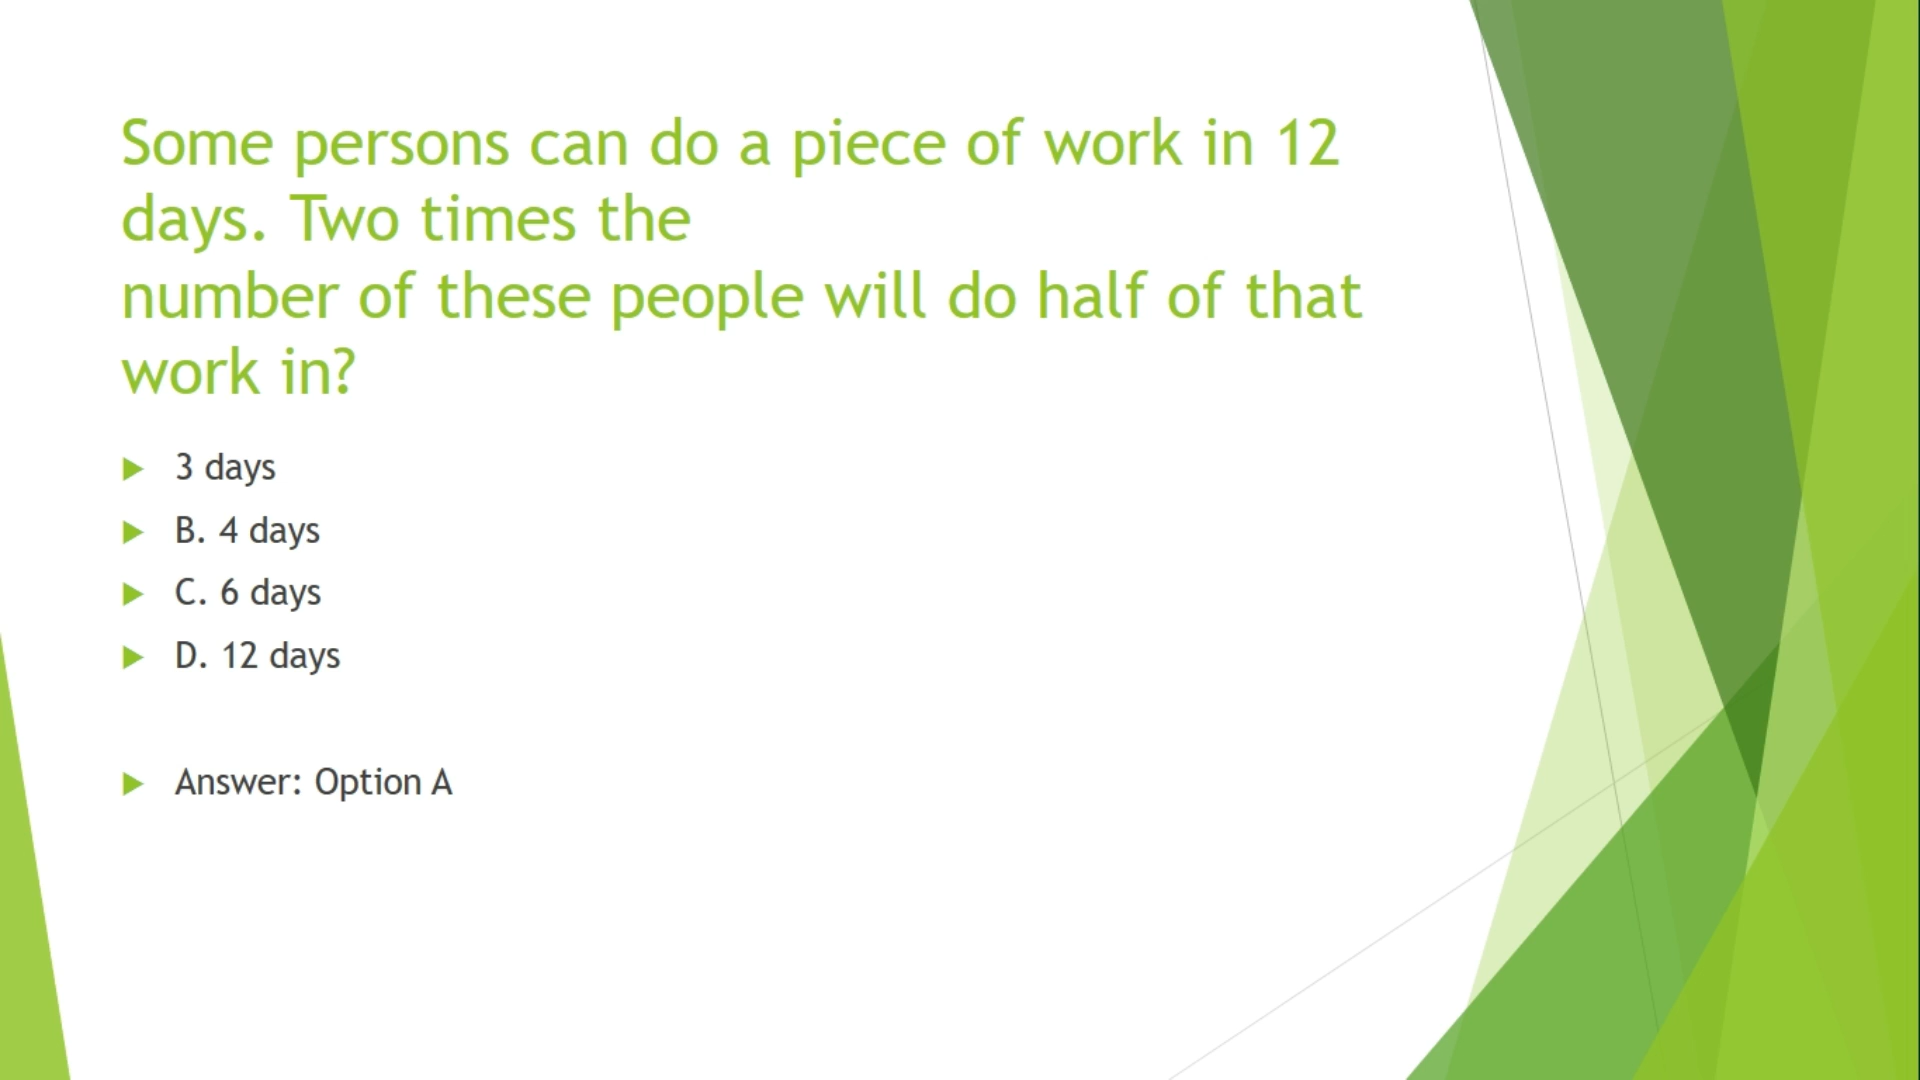 Some persons can do a piece of work in 12
days. Two times the
number of these people will do half of that
work in?
3 days
B. 4 days
C. 6 days
D. 12 days
Answer: Option A